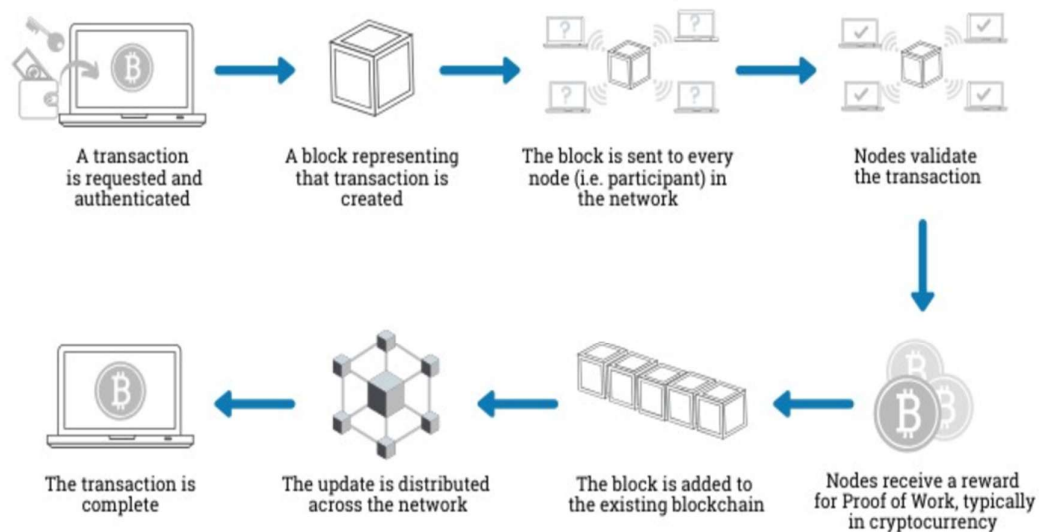 A transaction
is requested and
authenticated
A block representing
that transaction is
created
The block is sent to every
node (i.e. participant) in
the network
Nodes validate
the transaction
The transaction is
complete
The update is distributed
across the network
The block is added to
the existing blockchain
Nodes receive a reward
for Proof of Work, typically
in cryptocurrency